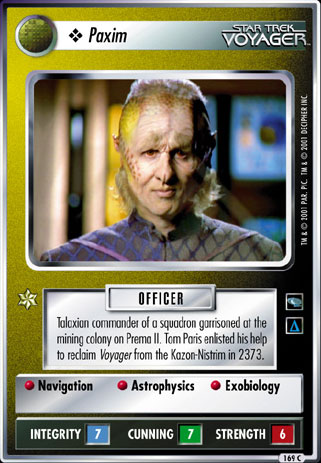 ❖ Paxim
STAR TREK
VOYAGER™
TM & © 2001 PAR. PIC. TM & © 2001 DECIPHER INC.
OFFICER
Talaxian commander of a squadron garrisoned at the
mining colony on Prema II. Tom Paris enlisted his help
to reclaim Voyager from the Kazon-Nistrim in 2373.
Navigation Astrophysics Exobiology
INTEGRITY 7 CUNNING 7 STRENGTH 6
169 C